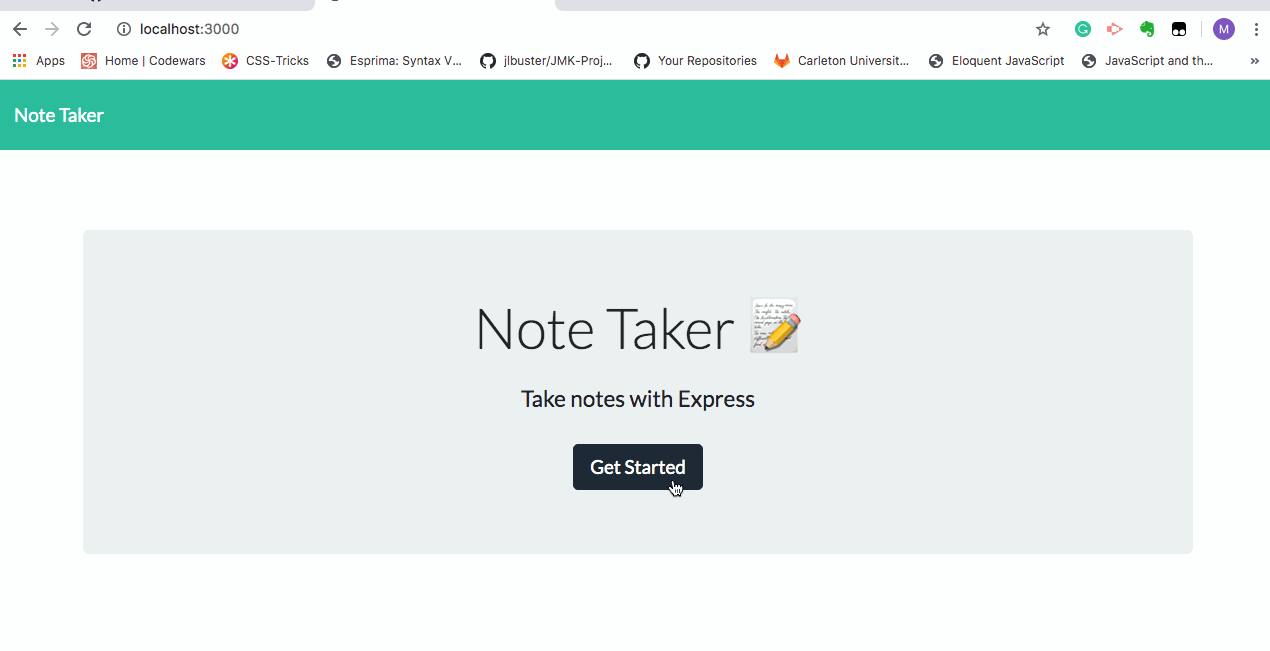 localhost:3000
G
M
Apps
Home | Codewars
CSS-Tricks
Esprima: Syntax V...
jlbuster/JMK-Proj...
Your Repositories
Carleton Universit...
Eloquent JavaScript
JavaScript and th...
»
Note Taker
Note Taker
Take notes with Express
Get Started